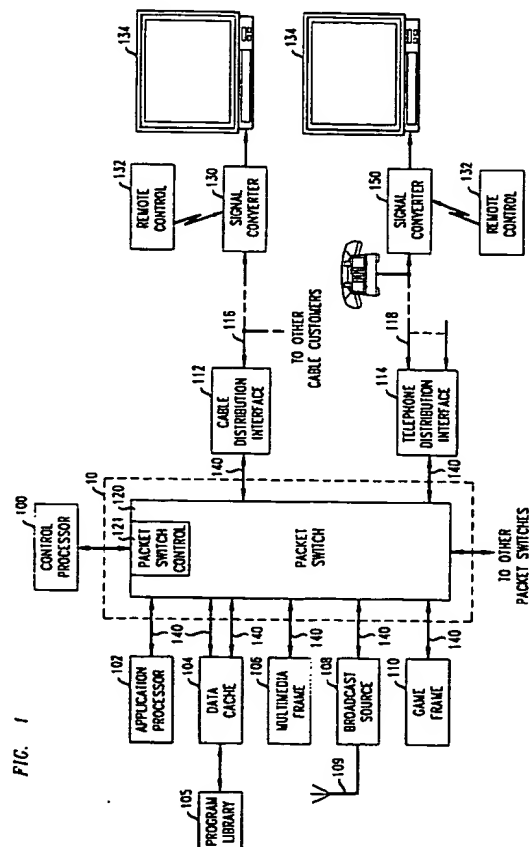 FIG. 1
CONTROL PROCESSOR
100
10
120
121
PACKET
SWITCH
CONTROL
PACKET
SWITCH
APPLICATION
PROCESSOR
102
140
PROGRAM
LIBRARY
105
DATA
CACHE
104
140
140
MULTIMEDIA
FRAME
106
140
BROADCAST
SOURCE
108
109
140
GAME
FRAME
110
140
TO OTHER
PACKET SWITCHES
140
CABLE
DISTRIBUTION
INTERFACE
112
116
TO OTHER
CABLE CUSTOMERS
REMOTE
CONTROL
132
SIGNAL
CONVERTER
130
134
140
TELEPHONE
DISTRIBUTION
INTERFACE
114
118
SIGNAL
CONVERTER
150
REMOTE
CONTROL
132
134